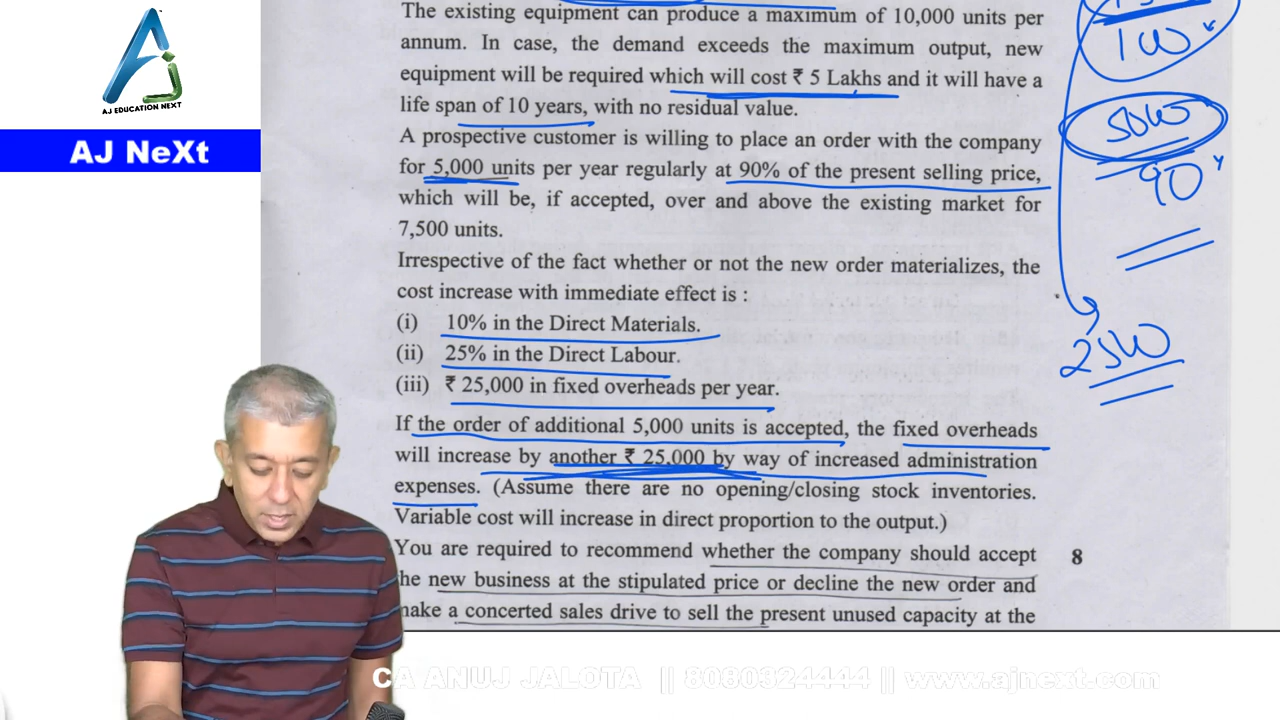 The existing equipment can produce a maximum of 10,000 units per
annum. In case, the demand exceeds the maximum output, new
equipment will be required which will cost ₹ 5 Lakhs and it will have a
life span of 10 years, with no residual value.
A prospective customer is willing to place an order with the company
for 5,000 units per year regularly at 90% of the present selling price,
which will be, if accepted, over and above the existing market for
7,500 units.
Irrespective of the fact whether or not the new order materializes, the
cost increase with immediate effect is :
(i) 10% in the Direct Materials.
(ii) 25% in the Direct Labour.
(iii) ₹ 25,000 in fixed overheads per year.
If the order of additional 5,000 units is accepted, the fixed overheads
will increase by another ₹ 25,000 by way of increased administration
expenses. (Assume there are no opening/closing stock inventories.
Variable cost will increase in direct proportion to the output.)
You are required to recommend whether the company should accept
he new business at the stipulated price or decline the new order and
nake a concerted sales drive to sell the present unused capacity at the
8
90
AJ EDUCATION NEXT
AJ NeXt
CA ANUJ JALOTA || 8080924444 || www.ajnext.com